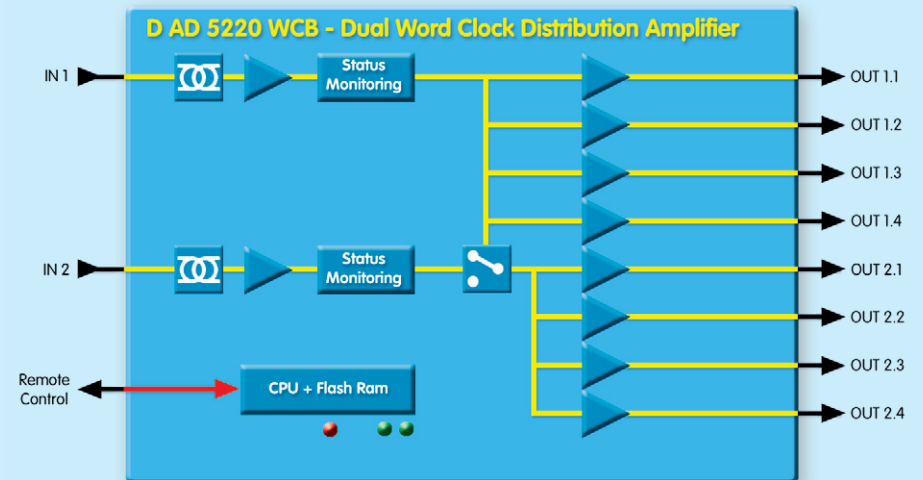 D AD 5220 WCB - Dual Word Clock Distribution Amplifier
IN 1
Status
Monitoring
OUT 1.1
OUT 1.2
OUT 1.3
OUT 1.4
IN 2
Status
Monitoring
OUT 2.1
OUT 2.2
OUT 2.3
OUT 2.4
Remote
Control
CPU + Flash Ram